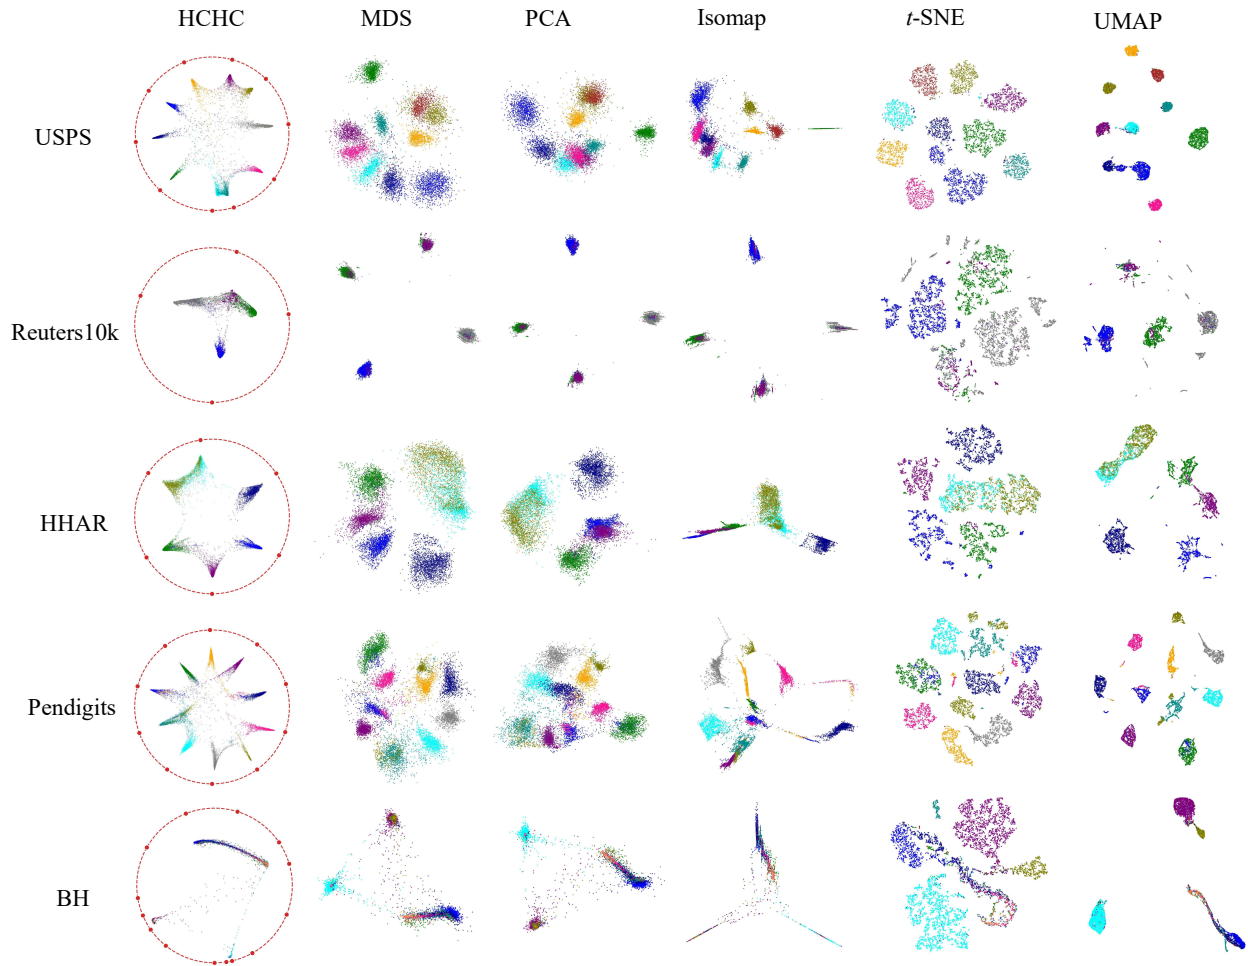 HCHC MDS PCA Isomap t-SNE UMAP
USPS
Reuters10k
HHAR
Pendigits
BH